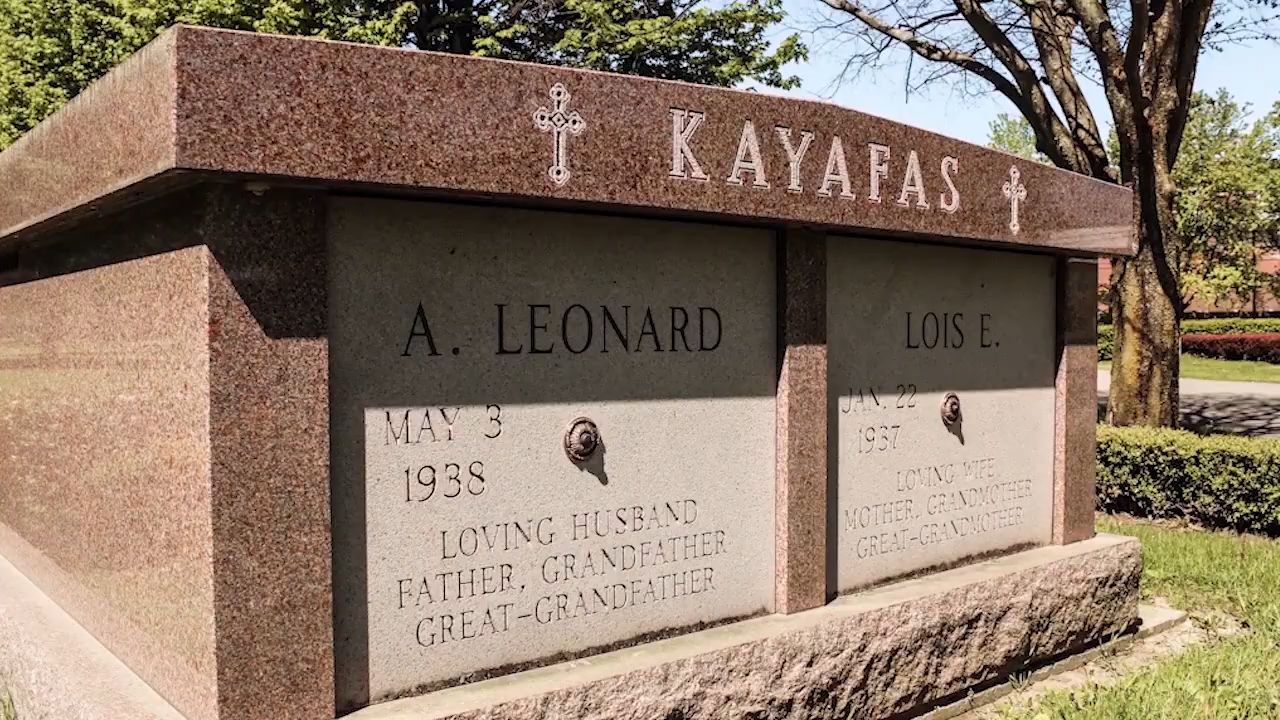 KAYAFAS
A. LEONARD
MAY 3
1938
LOVING HUSBAND
FATHER, GRANDFATHER
GREAT-GRANDFATHER
LOIS E.
JAN. 22
1937
LOVING WIFE
MOTHER, GRANDMOTHER
GREAT-GRANDMOTHER